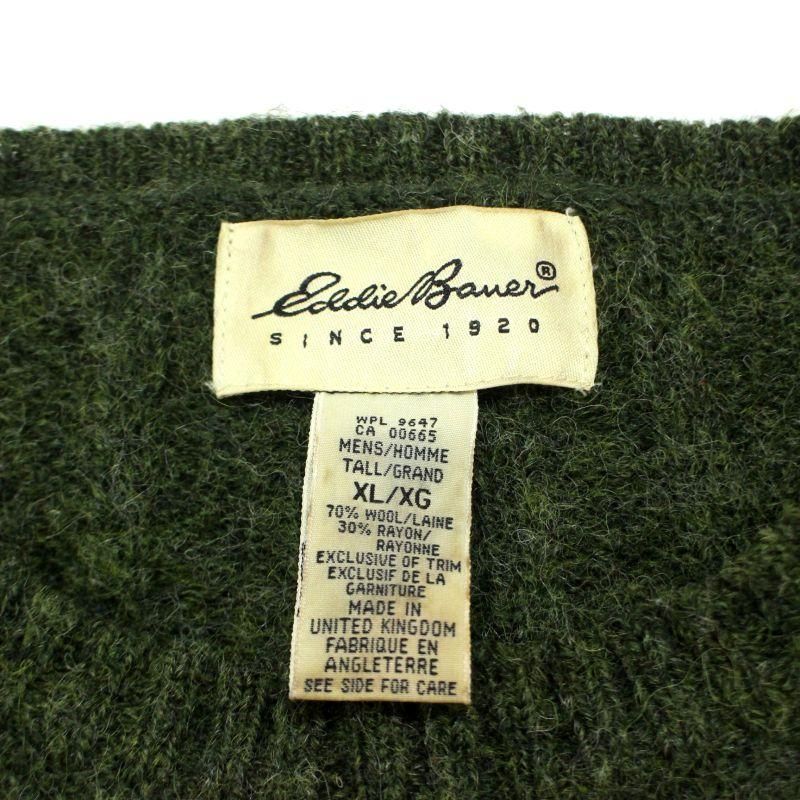 Eddie Bauer®
SINCE 1920
WPL 9647
CA 00665
MENS/HOMME
TALL/GRAND
XL/XG
70% WOOL/LAINE
30% RAYON/
RAYONNE
EXCLUSIVE OF TRIM
EXCLUSIF DE LA
GARNITURE
MADE IN
UNITED KINGDOM
FABRIQUE EN
ANGLETERRE
SEE SIDE FOR CARE